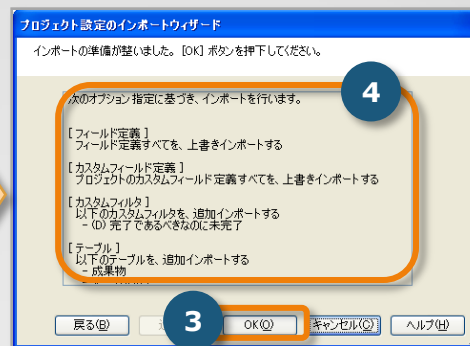 プロジェクト設定のインポートウィザード
インポートの準備が整いました。[OK] ボタンを押下してください。
4
次のオプション指定に基づき、インポートを行います。
[ フィールド定義 ]
フィールド定義すべてを、上書きインポートする
[ カスタムフィールド定義 ]
プロジェクトのカスタムフィールド定義すべてを、上書きインポートする
[ カスタムフィルタ ]
以下のカスタムフィルタを、追加インポートする
- (D) 完了であるべきなのに未完了
[ テーブル ]
以下のテーブルを、追加インポートする
- 成果物
戻る(B) 3 OK(O) キャンセル(C) ヘルプ(H)